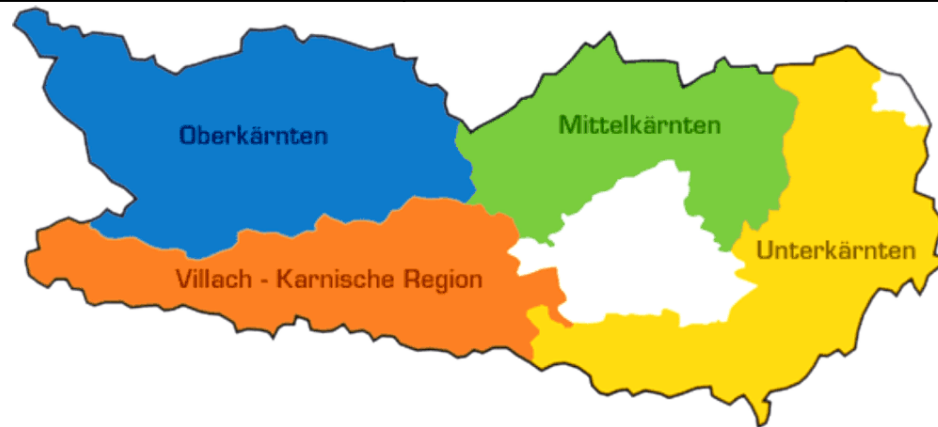 Oberkärnten
Mittelkärnten
Unterkärnten
Villach - Karnische Region